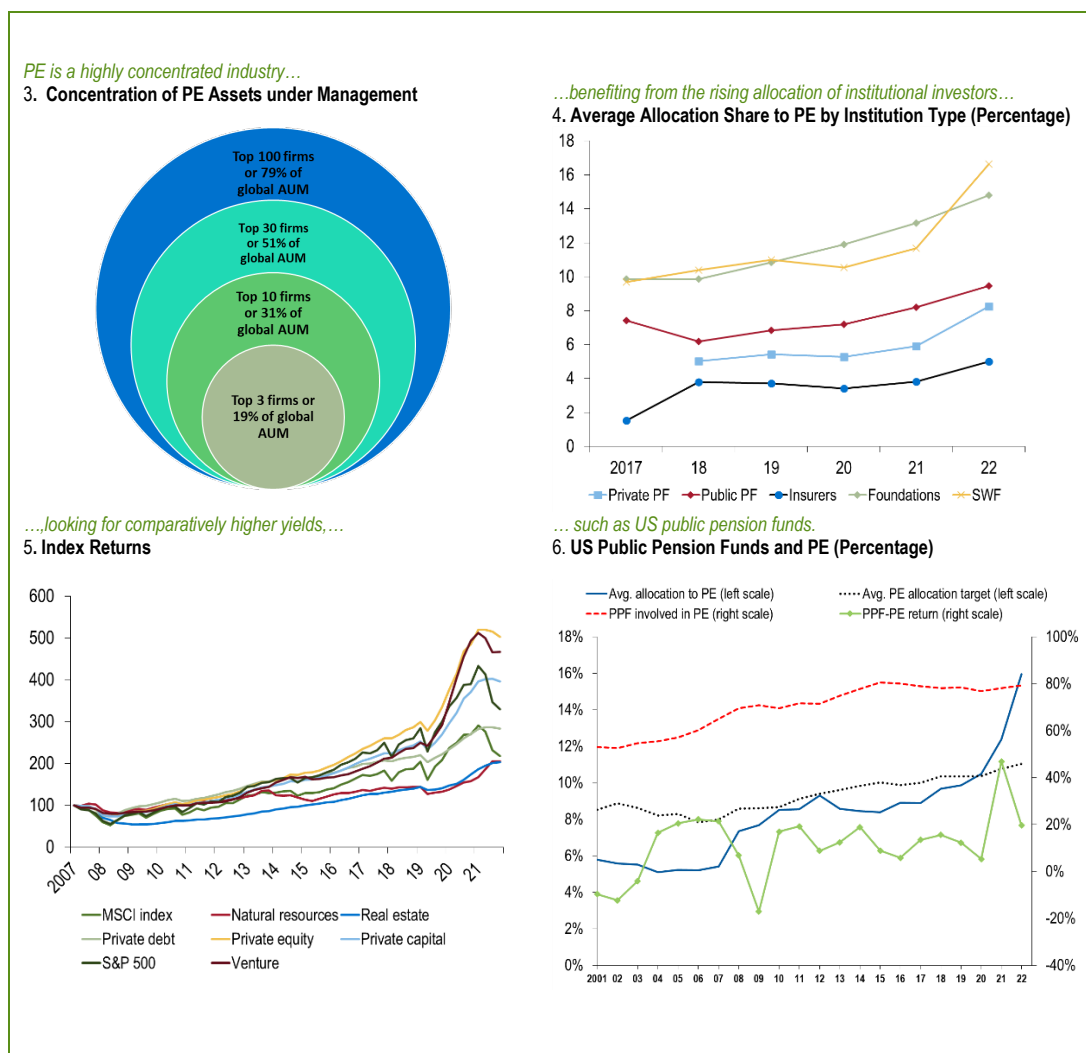 PE is a highly concentrated industry…
3. Concentration of PE Assets under Management
Top 100 firms
or 79% of
global AUM
Top 30 firms
or 51% of
global AUM
Top 10 firms
or 31% of
global AUM
Top 3 firms or
19% of global
AUM
…benefiting from the rising allocation of institutional investors…
4. Average Allocation Share to PE by Institution Type (Percentage)
18
16
14
12
10
8
6
4
2
0
2017 18 19 20 21 22
Private PF Public PF Insurers Foundations SWF
…,looking for comparatively higher yields,…
5. Index Returns
600
500
400
300
200
100
0
2007 08 09 10 11 12 13 14 15 16 17 18 19 20 21
MSCI index Natural resources Real estate
Private debt Private equity Private capital
S&P 500 Venture
… such as US public pension funds.
6. US Public Pension Funds and PE (Percentage)
Avg. allocation to PE (left scale) Avg. PE allocation target (left scale)
PPF involved in PE (right scale) PPF-PE return (right scale)
18% 100%
16% 80%
14% 60%
12% 40%
10% 20%
8% 0%
6% -20%
4% -40%
2%
0%
2001 02 03 04 05 06 07 08 09 10 11 12 13 14 15 16 17 18 19 20 21 22